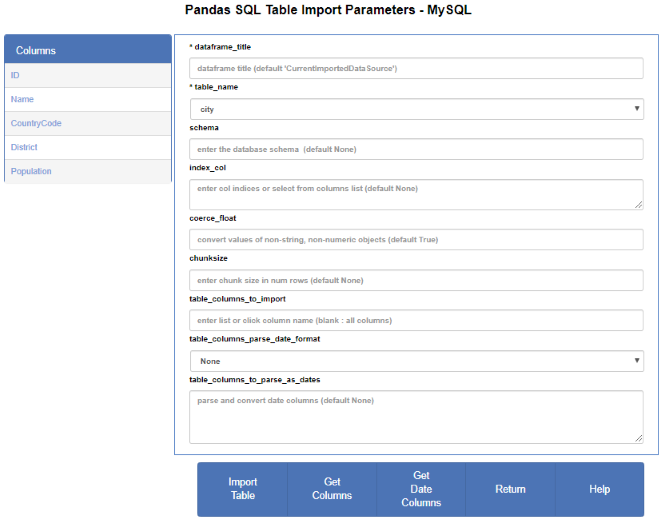 Pandas SQL Table Import Parameters - MySQL
Columns
ID
Name
CountryCode
District
Population
* dataframe_title
dataframe title (default 'CurrentImportedDataSource')
* table_name
city
schema
enter the database schema (default None)
index_col
enter col indices or select from columns list (default None)
coerce_float
convert values of non-string, non-numeric objects (default True)
chunksize
enter chunk size in num rows (default None)
table_columns_to_import
enter list or click column name (blank : all columns)
table_columns_parse_date_format
None
table_columns_to_parse_as_dates
parse and convert date columns (default None)
Import
Table
Get
Columns
Get
Date
Columns
Return
Help